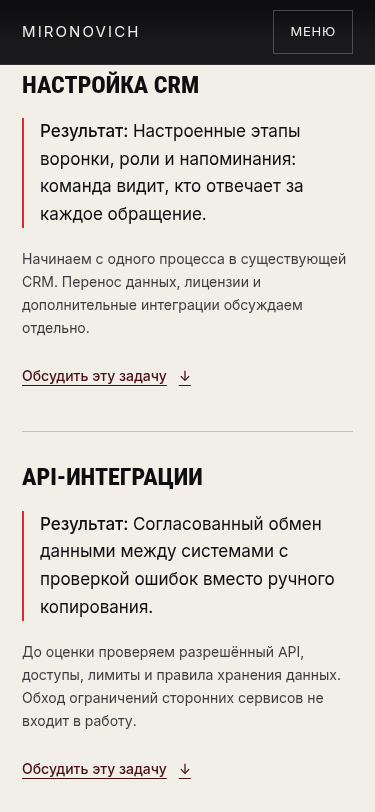 MIRONOVICH
МЕНЮ
НАСТРОЙКА CRM
Результат: Настроенные этапы
воронки, роли и напоминания:
команда видит, кто отвечает за
каждое обращение.
Начинаем с одного процесса в существующей
CRM. Перенос данных, лицензии и
дополнительные интеграции обсуждаем
отдельно.
Обсудить эту задачу ↓
API-ИНТЕГРАЦИИ
Результат: Согласованный обмен
данными между системами с
проверкой ошибок вместо ручного
копирования.
До оценки проверяем разрешённый API,
доступы, лимиты и правила хранения данных.
Обход ограничений сторонних сервисов не
входит в работу.
Обсудить эту задачу ↓